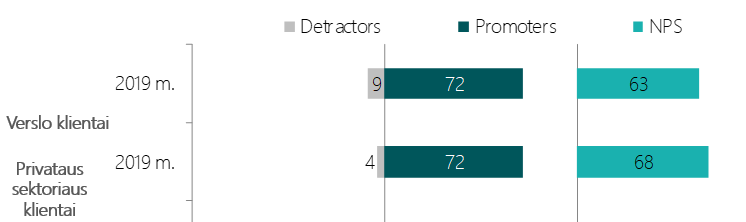 Detractors Promoters NPS
2019 m. 9 72 63
Verslo klientai
2019 m. 4 72 68
Privataus
sektoriaus
klientai